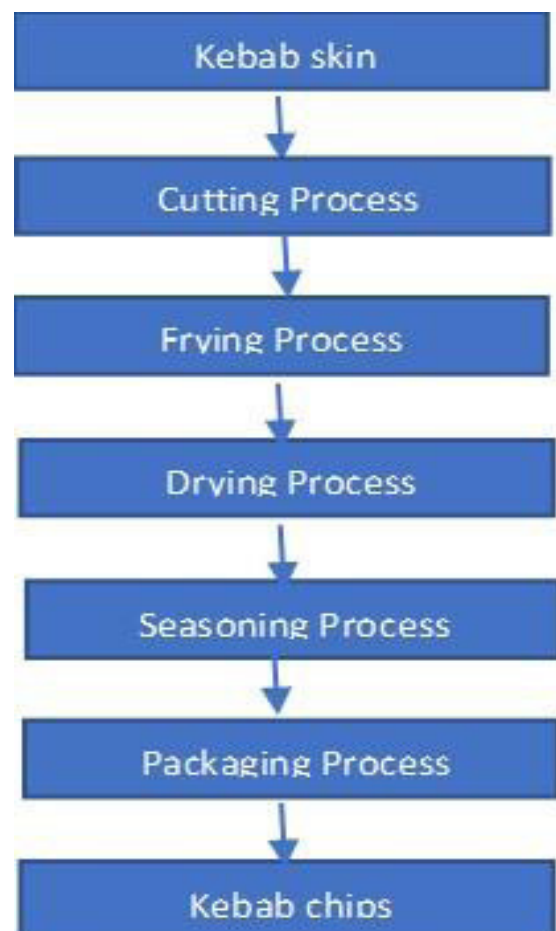 Kebab skin
Cutting Process
Frying Process
Drying Process
Seasoning Process
Packaging Process
Kebab chips